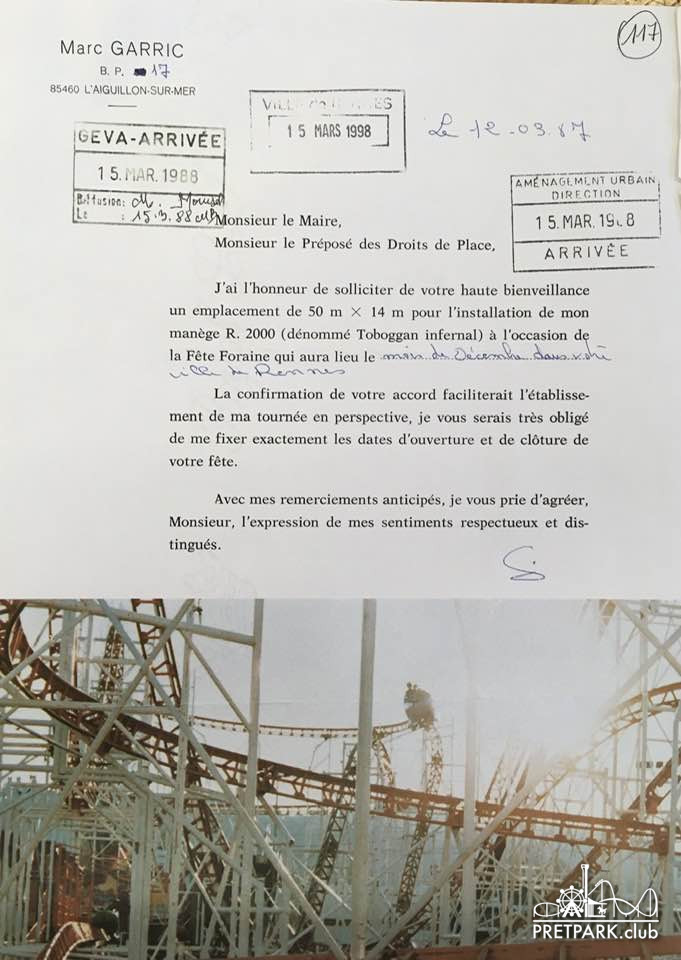 117
Marc GARRIC
B. P. 17
85460 L'AIGUILLON-SUR-MER
VILLE DE RENNES
15 MARS 1998
Le 12-03.87
GEVA-ARRIVÉE
15. MAR. 1988
Diffusion: M.
Le : 15.3.88
AMÉNAGEMENT URBAIN
DIRECTION
15. MAR. 19 8
ARRIVÉE
Monsieur le Maire,
Monsieur le Préposé des Droits de Place,
J'ai l'honneur de solliciter de votre haute bienveillance
un emplacement de 50 m × 14 m pour l'installation de mon
manège R. 2000 (dénommé Toboggan infernal) à l'occasion de
la Fête Foraine qui aura lieu le mois de Décembre dans votre
ville de Rennes
La confirmation de votre accord faciliterait l'établisse-
ment de ma tournée en perspective, je vous serais très obligé
de me fixer exactement les dates d'ouverture et de clôture de
votre fête.
Avec mes remerciements anticipés, je vous prie d'agréer,
Monsieur, l'expression de mes sentiments respectueux et dis-
tingués.
PRETPARK.club